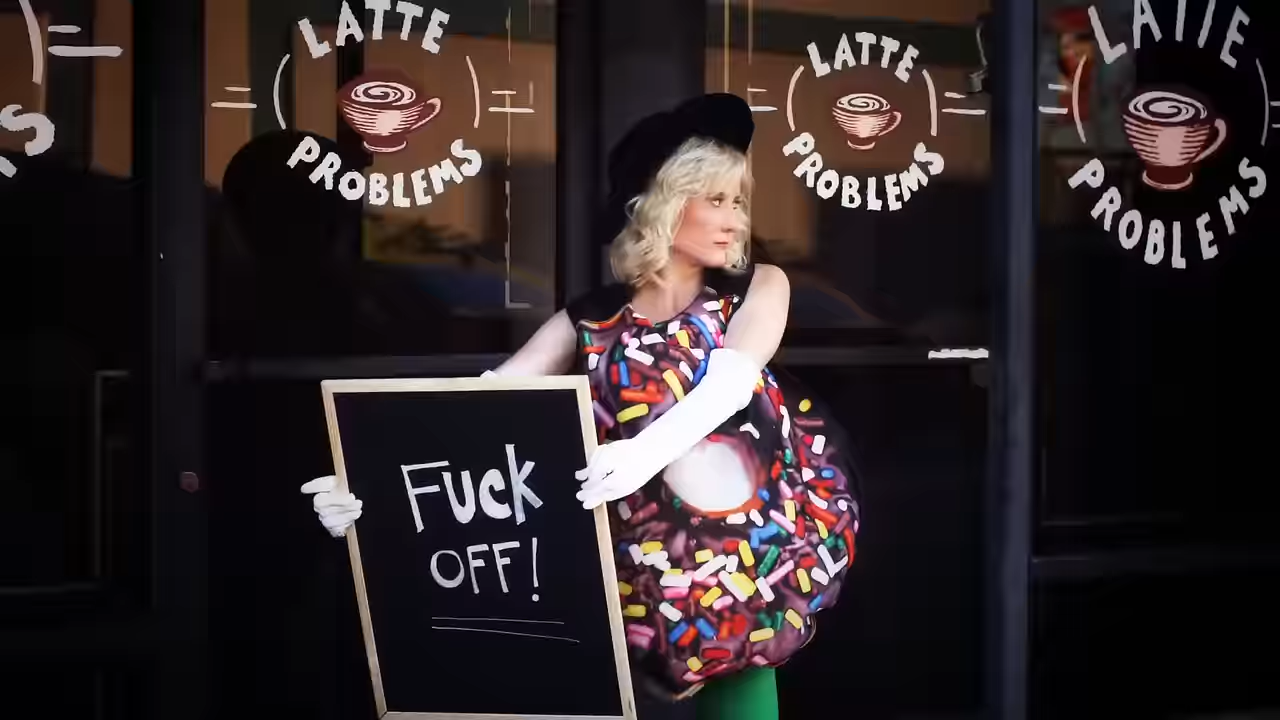 LATTE
PROBLEMS
LATTE
PROBLEMS
LATTE
PROBLEMS
Fuck
OFF!